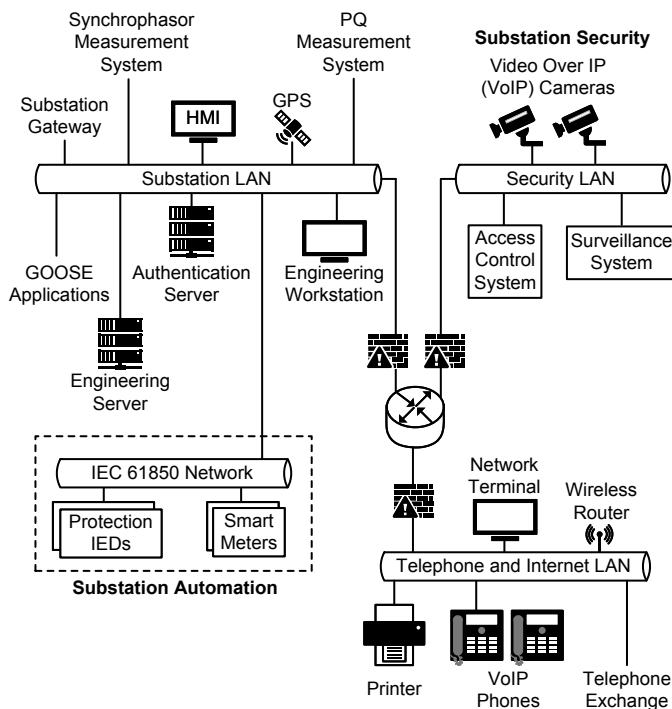 Synchrophasor
Measurement
System
PQ
Measurement
System
Substation Security
Video Over IP
(VoIP) Cameras
Substation
Gateway
HMI
GPS
Substation LAN
Security LAN
GOOSE
Applications
Authentication
Server
Engineering
Workstation
Access
Control
System
Surveillance
System
Engineering
Server
IEC 61850 Network
Protection
IEDs
Smart
Meters
Substation Automation
Network
Terminal
Wireless
Router
Telephone and Internet LAN
Printer
VoIP
Phones
Telephone
Exchange